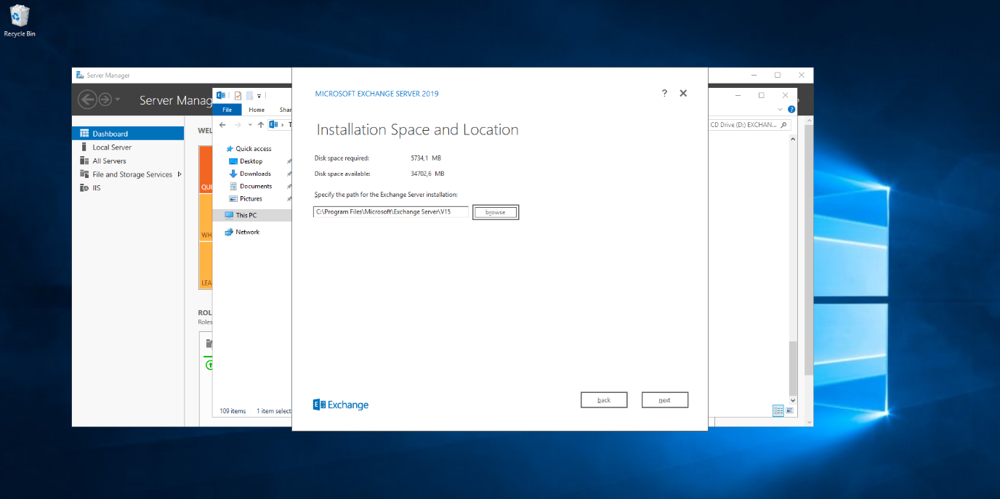 Recycle Bin
Server Manager
Server Manag
Dashboard
Local Server
All Servers
File and Storage Services
IIS
WEL
QUI
WH
LEA
ROL
Roles
File
Home
Shar
T
CD Drive (D:) EXCHAN...
Quick access
Desktop
Downloads
Documents
Pictures
This PC
Network
109 items
1 item select
MICROSOFT EXCHANGE SERVER 2019
?
Installation Space and Location
Disk space required: 5734,1 MB
Disk space available: 34702,6 MB
Specify the path for the Exchange Server installation:
C:\Program Files\Microsoft\Exchange Server\V15
browse
Exchange
back
next